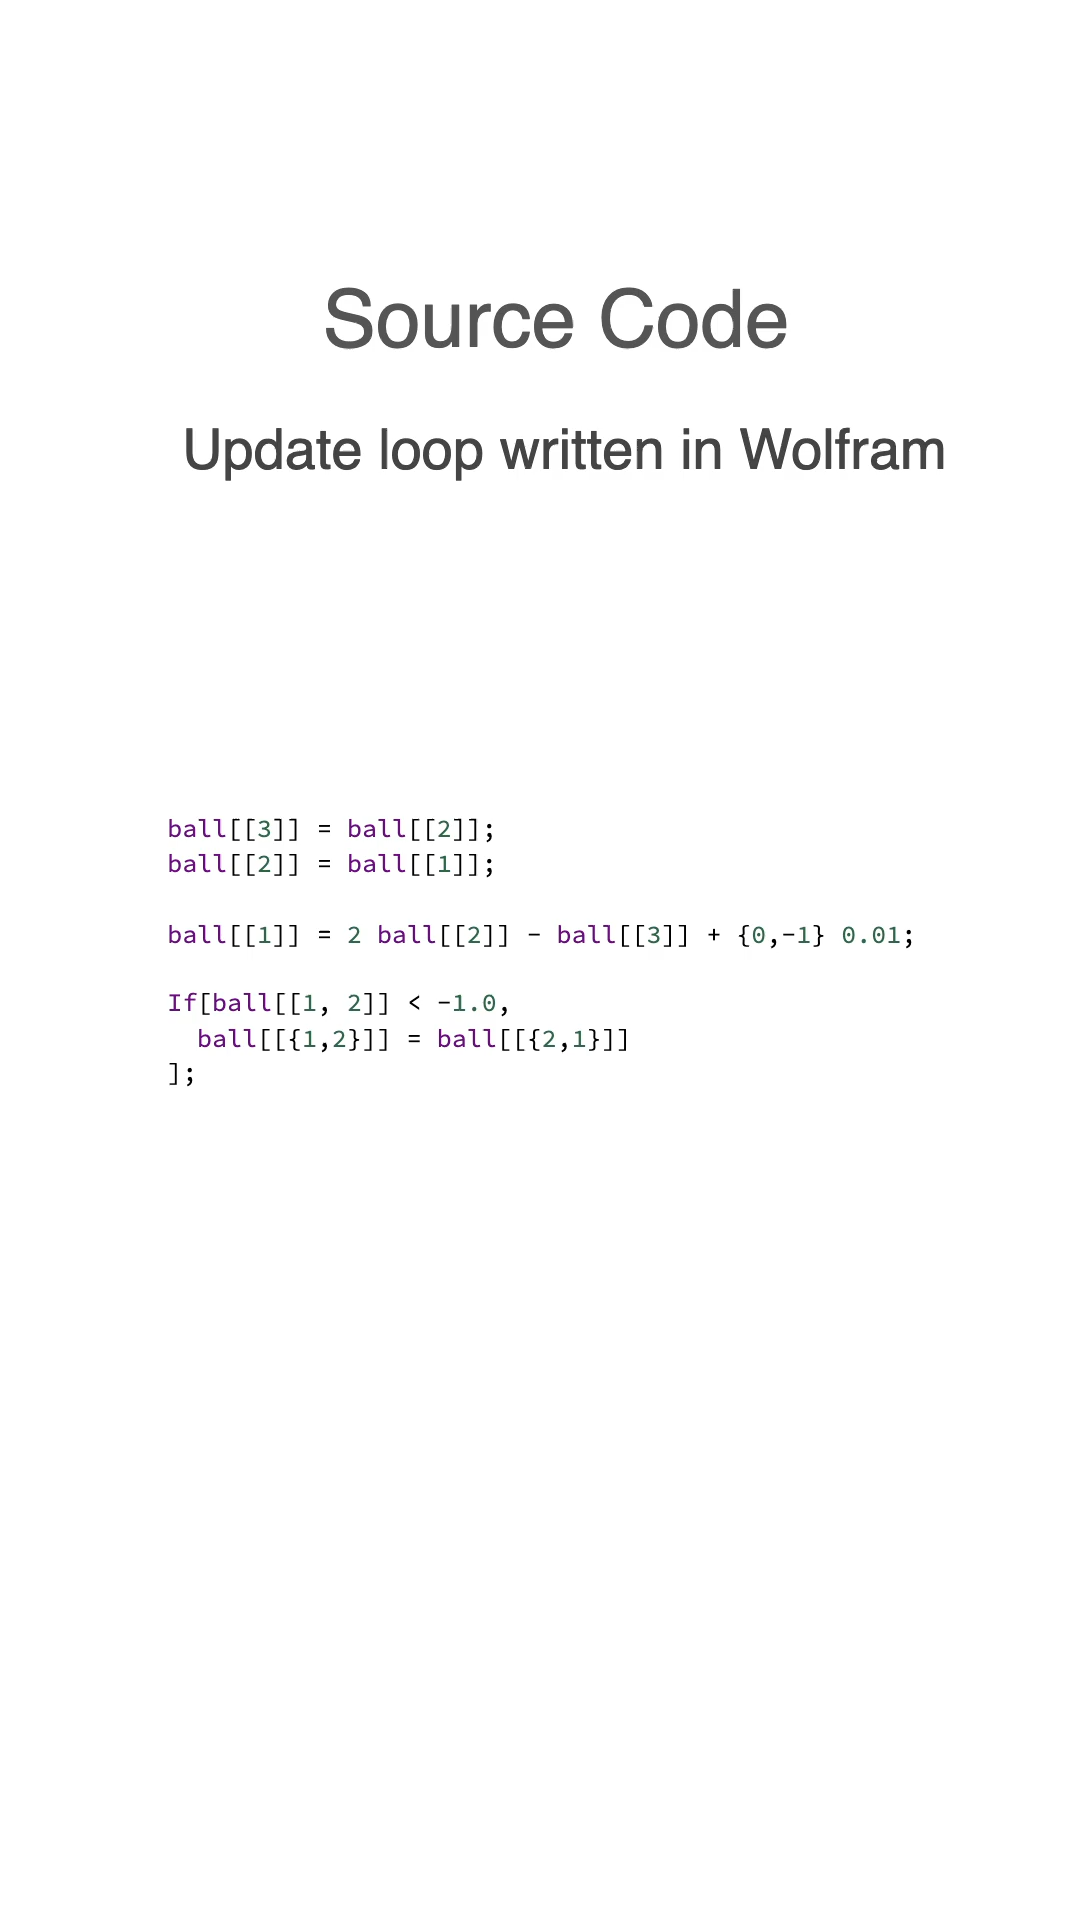 Source Code
Update loop written in Wolfram
ball[[3]] = ball[[2]];
ball[[2]] = ball[[1]];
ball[[1]] = 2 ball[[2]] - ball[[3]] + {0,-1} 0.01;
If[ball[[1, 2]] < -1.0,
  ball[[{1,2}]] = ball[[{2,1}]]
];